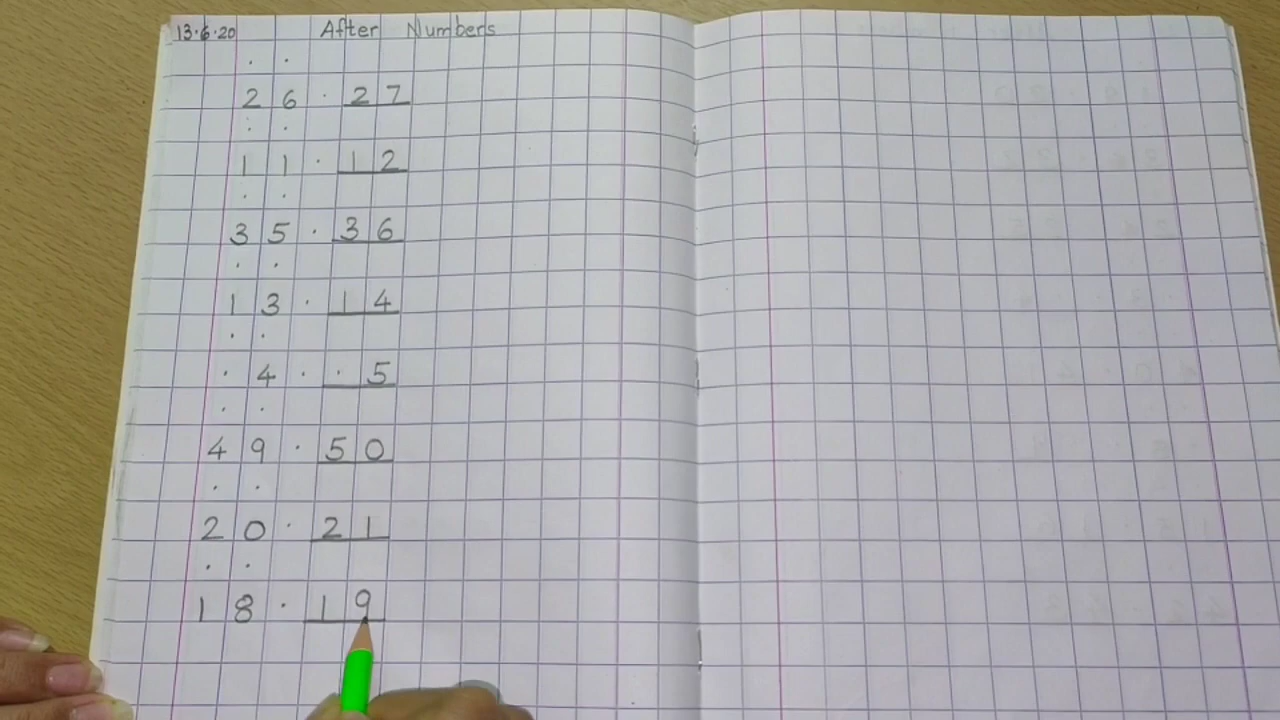 13·6·20 After Numbers
26 · 27
11 · 12
35 · 36
13 · 14
· 4 · · 5
49 · 50
20 · 21
18 · 19